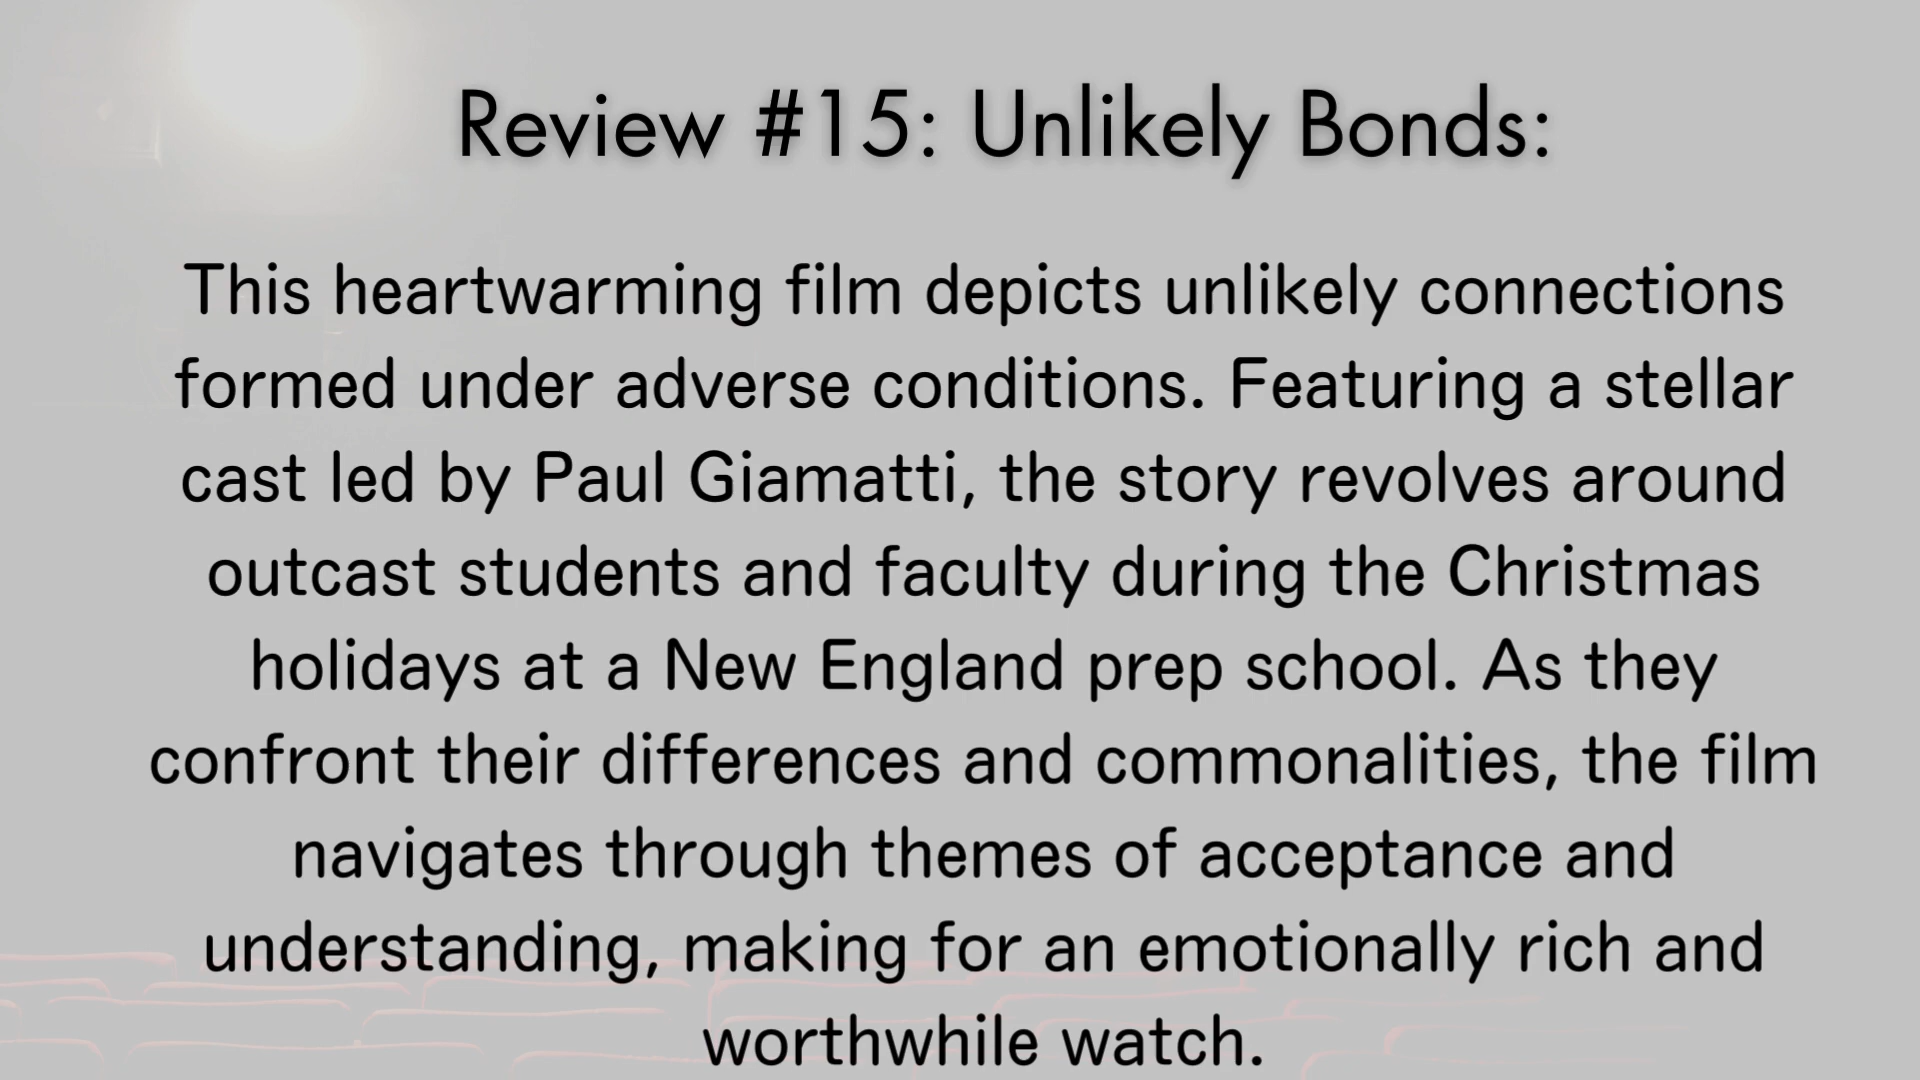 Review #15: Unlikely Bonds:
This heartwarming film depicts unlikely connections
formed under adverse conditions. Featuring a stellar
cast led by Paul Giamatti, the story revolves around
outcast students and faculty during the Christmas
holidays at a New England prep school. As they
confront their differences and commonalities, the film
navigates through themes of acceptance and
understanding, making for an emotionally rich and
worthwhile watch.